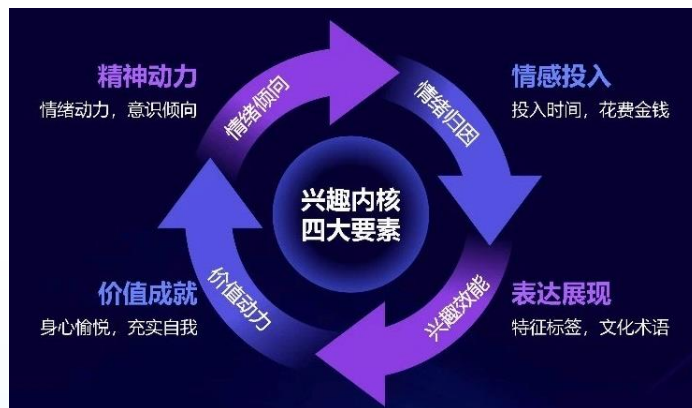 精神动力
情绪动力，意识倾向
情绪倾向
情感投入
投入时间，花费金钱
情绪归因
兴趣内核
四大要素
价值成就
身心愉悦，充实自我
价值动力
表达展现
特征标签，文化术语
兴趣效能